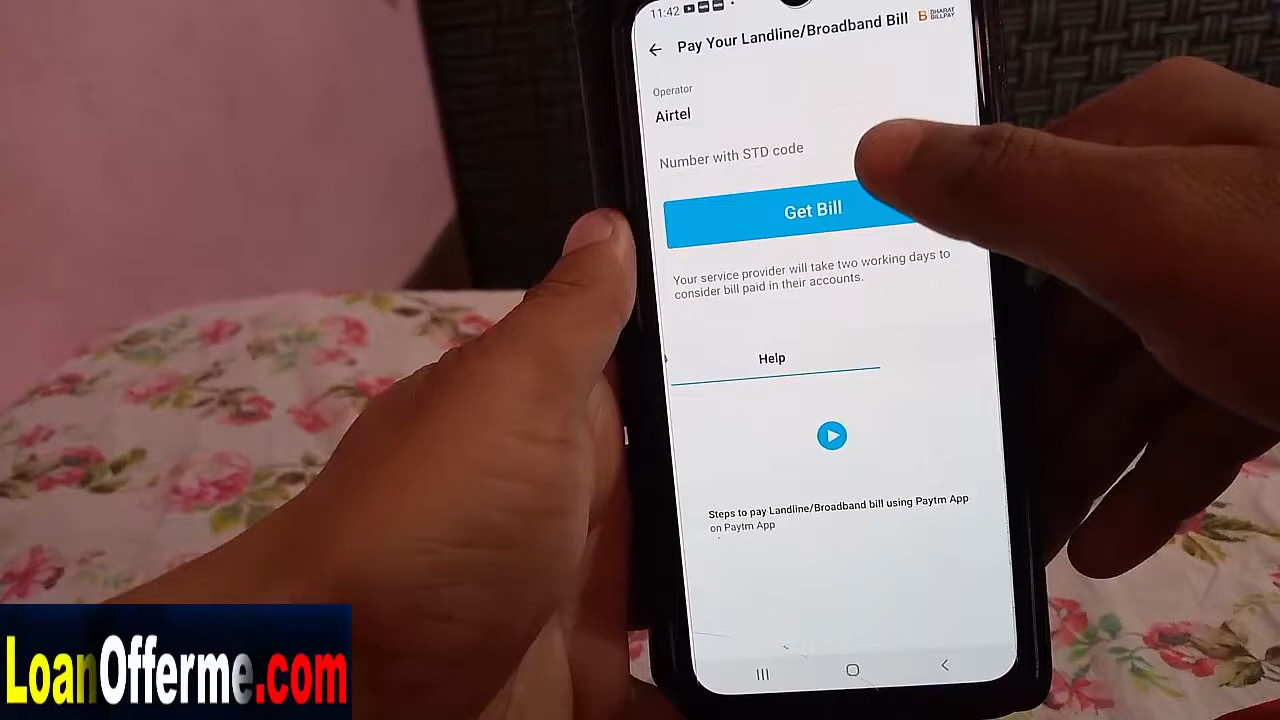 11:42
Pay Your Landline/Broadband Bill
B BHARAT
BILLPAY
Operator
Airtel
Number with STD code
Get Bill
Your service provider will take two working days to
consider bill paid in their accounts.
Help
Steps to pay Landline/Broadband bill using Paytm App
on Paytm App
LoanOfferme.com